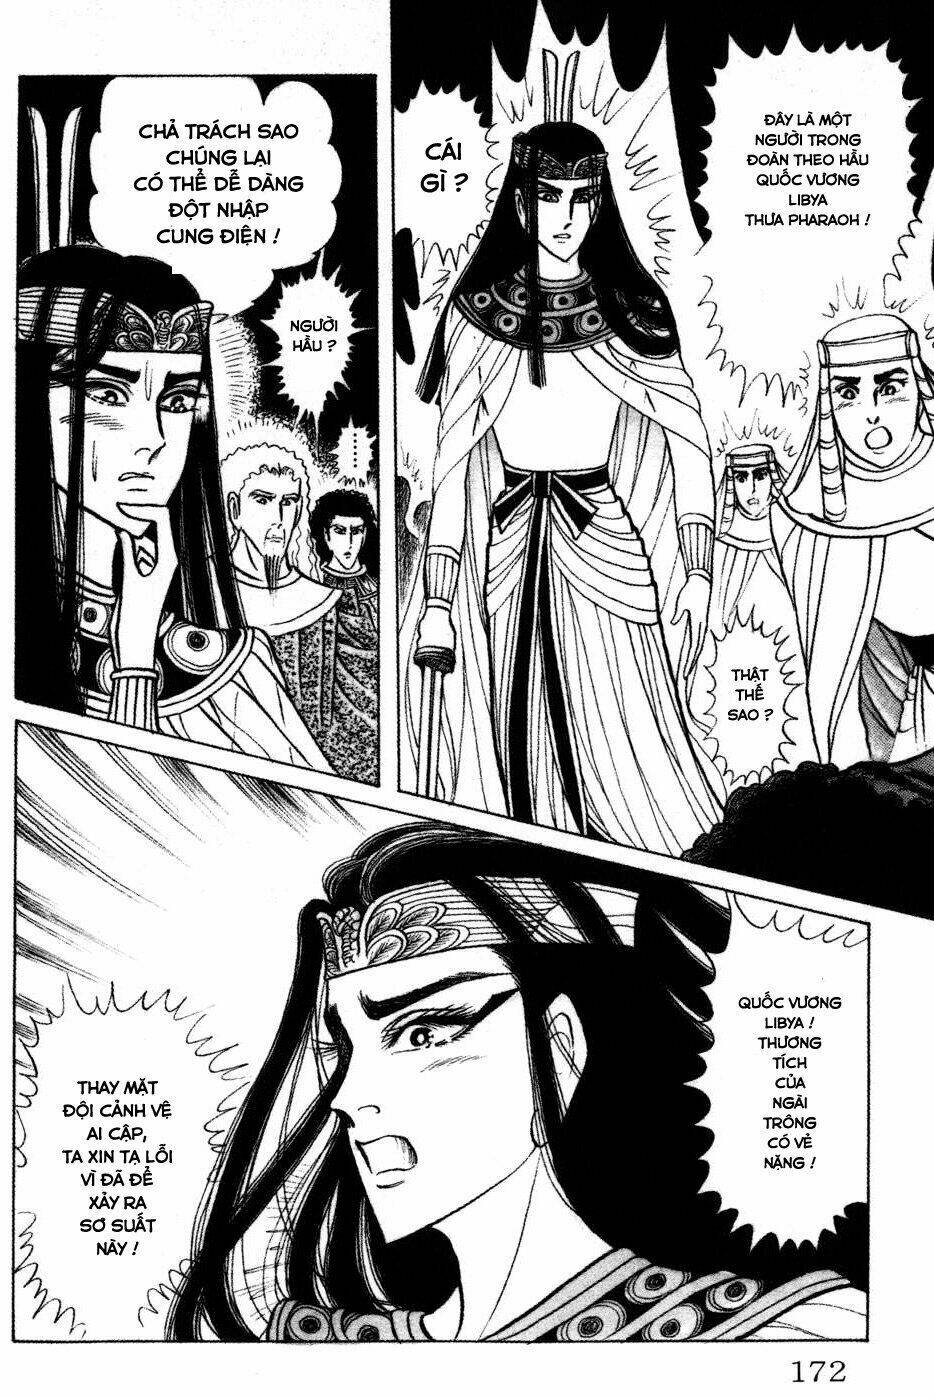 ĐÂY LÀ MỘT
NGƯỜI TRONG
ĐOÀN THEO HẦU
QUỐC VƯƠNG
LIBYA
THƯA PHARAOH !
CÁI
GÌ ?
THẬT
THẾ
SAO ?
CHẢ TRÁCH SAO
CHÚNG LẠI
CÓ THỂ DỄ DÀNG
ĐỘT NHẬP
CUNG ĐIỆN !
NGƯỜI
HẦU ?
......
QUỐC VƯƠNG
LIBYA !
THƯƠNG
TÍCH
CỦA
NGÀI
TRÔNG
CÓ VẺ
NẶNG !
THAY MẶT
ĐỘI CẢNH VỆ
AI CẬP,
TA XIN TẠ LỖI
VÌ ĐÃ ĐỂ
XẢY RA
SƠ SUẤT
NÀY !
172